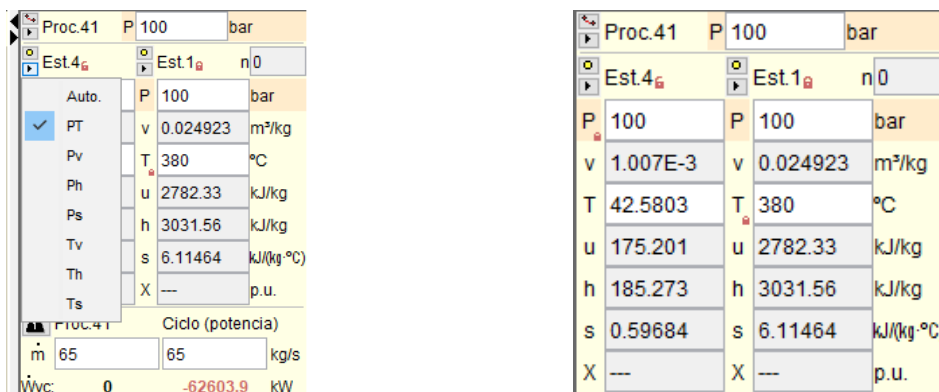 Proc.41 P 100 bar
Est.4 Est.1 n 0
Auto. P 100 bar
PT v 0.024923 m³/kg
Pv T 380 ºC
Ph u 2782.33 kJ/kg
Ps h 3031.56 kJ/kg
Tv s 6.11464 kJ/(kg·ºC)
Th X --- p.u.
Ts
Proc.41 Ciclo (potencia)
ṁ 65 65 kg/s
0 -62603.9 kW
Proc.41 P 100 bar
Est.4 Est.1 n 0
P 100 P 100 bar
v 1.007E-3 v 0.024923 m³/kg
T 42.5803 T 380 ºC
u 175.201 u 2782.33 kJ/kg
h 185.273 h 3031.56 kJ/kg
s 0.59684 s 6.11464 kJ/(kg·ºC
X --- X --- p.u.